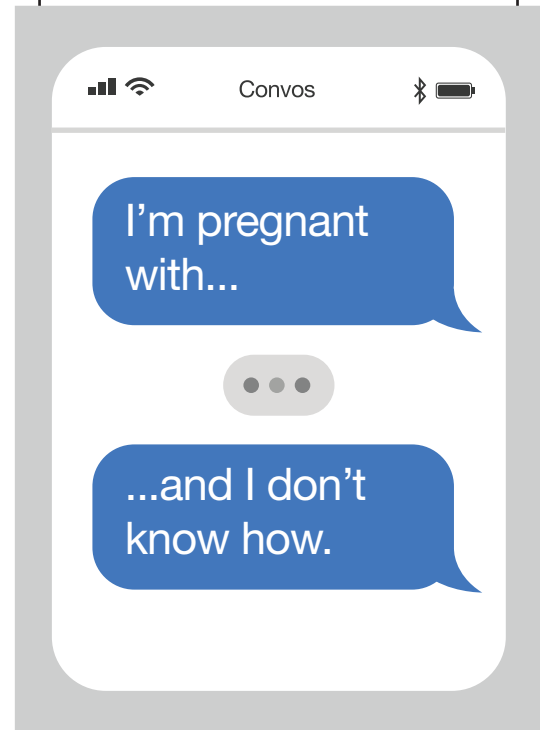 Convos
I’m pregnant
with...
...and I don’t
know how.